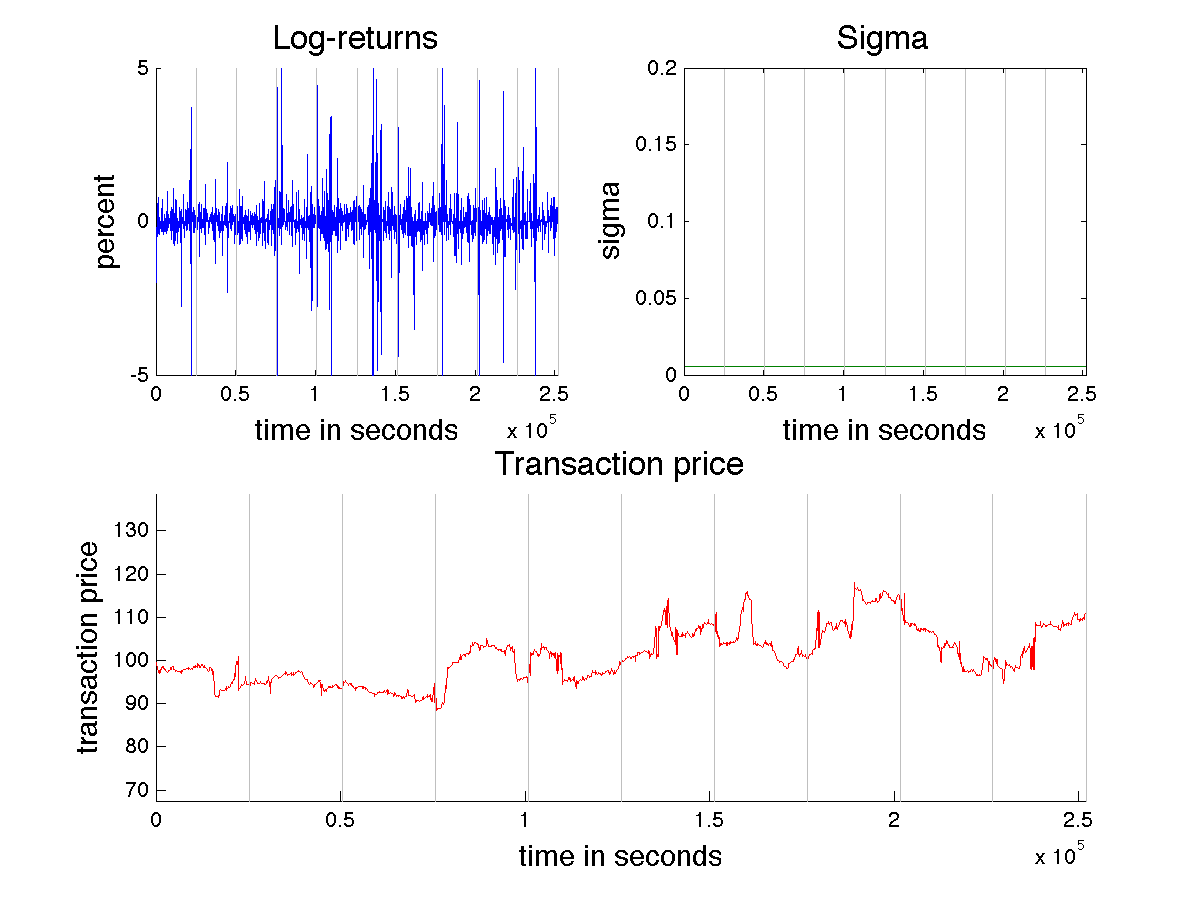 Log-returns
5
0
-5
percent
0 0.5 1 1.5 2 2.5
time in seconds
x 10^5
Sigma
0.2
0.15
0.1
0.05
0
sigma
0 0.5 1 1.5 2 2.5
time in seconds
x 10^5
Transaction price
130
120
110
100
90
80
70
transaction price
0 0.5 1 1.5 2 2.5
time in seconds
x 10^5